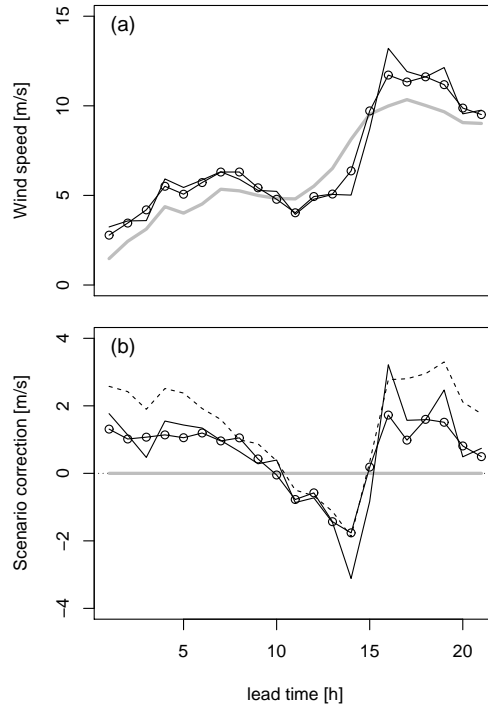 (a)
Wind speed [m/s]
15
10
5
0
(b)
Scenario correction [m/s]
4
2
0
−2
−4
5 10 15 20
lead time [h]